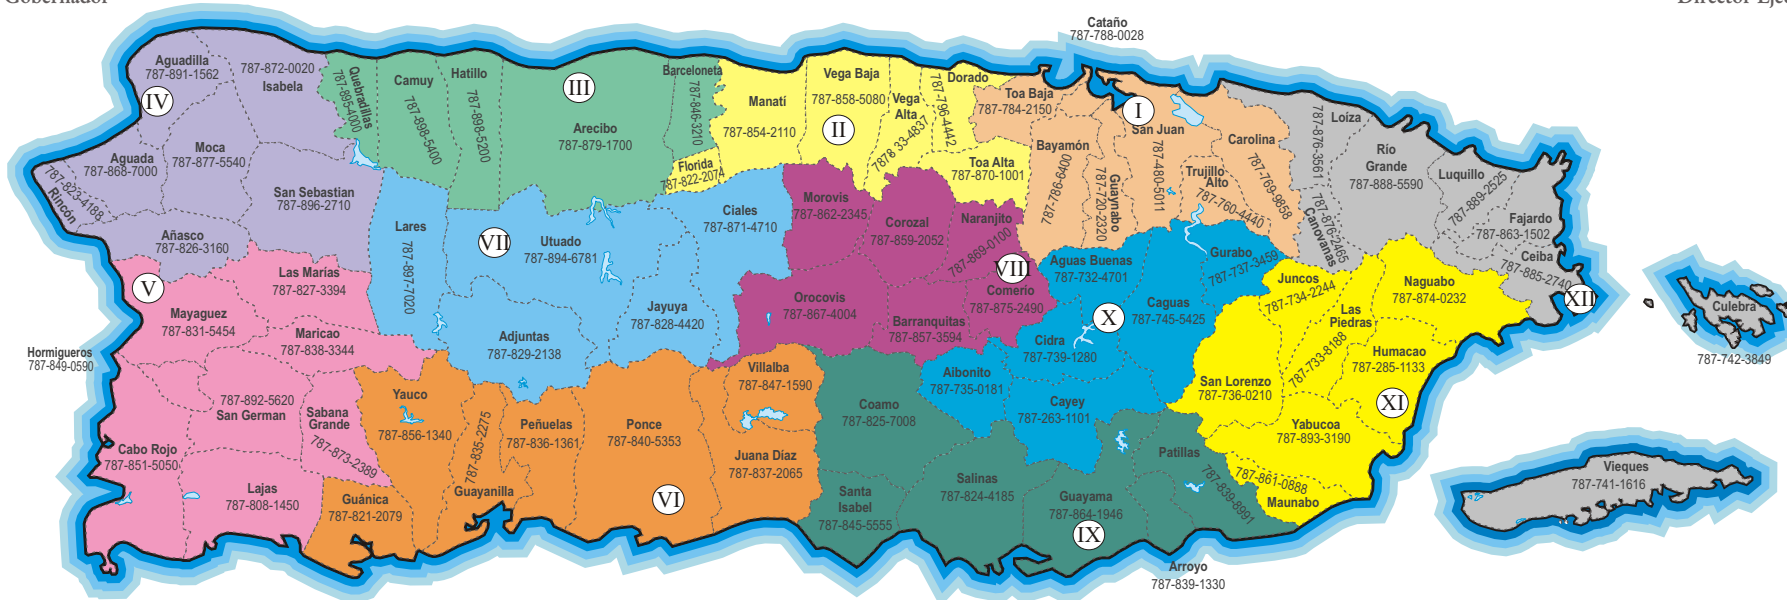 Gobernador
Cataño
787-788-0028
Aguadilla
787-891-1562
IV
787-872-0020
Isabela
Moca
787-877-5540
Aguada
787-868-7000
787-823-4188
Rincón
San Sebastian
787-896-2710
Añasco
787-826-3160
Quebradillas
787-895-4000
Camuy
787-898-5400
Hatillo
787-898-5200
III
Arecibo
787-879-1700
Barceloneta
787-846-3210
Florida
787-822-2074
Manatí
787-854-2110
Vega Baja
787-858-5080
II
Vega
Alta
7878 33-4837
Dorado
787-796-4442
Toa Alta
787-870-1001
Toa Baja
787-784-2150
Bayamón
787-786-6400
Guaynabo
787-720-2320
I
San Juan
787-480-5011
Trujillo
Alto
787-760-4440
Carolina
787-769-9858
Loíza
787-876-3561
787-876-2465
Canovanas
Río
Grande
787-888-5590
Luquillo
787-889-2525
Fajardo
787-863-1502
Ceiba
787-885-2740
XII
Culebra
787-742-3849
Vieques
787-741-1616
Lares
787-897-7020
VII
Utuado
787-894-6781
Ciales
787-871-4710
Adjuntas
787-829-2138
Jayuya
787-828-4420
Morovis
787-862-2345
Corozal
787-859-2052
Naranjito
787-869-0100
VIII
Comerío
787-875-2490
Orocovis
787-867-4004
Barranquitas
787-857-3594
Aguas Buenas
787-732-4701
Gurabo
787-737-3459
Caguas
787-745-5425
X
Cidra
787-739-1280
Aibonito
787-735-0181
Cayey
787-263-1101
Juncos
787-734-2244
Las
Piedras
787-733-8188
Naguabo
787-874-0232
Humacao
787-285-1133
XI
San Lorenzo
787-736-0210
Yabucoa
787-893-3190
787-861-0888
Maunabo
V
Las Marías
787-827-3394
Mayaguez
787-831-5454
Maricao
787-838-3344
Hormigueros
787-849-0590
787-892-5620
San German
Sabana
Grande
787-873-2389
Cabo Rojo
787-851-5050
Lajas
787-808-1450
Yauco
787-856-1340
Guánica
787-821-2079
787-835-2275
Guayanilla
Peñuelas
787-836-1361
Ponce
787-840-5353
VI
Villalba
787-847-1590
Juana Díaz
787-837-2065
Coamo
787-825-7008
Santa
Isabel
787-845-5555
Salinas
787-824-4185
Guayama
787-864-1946
IX
Patillas
787-839-8991
Arroyo
787-839-1330